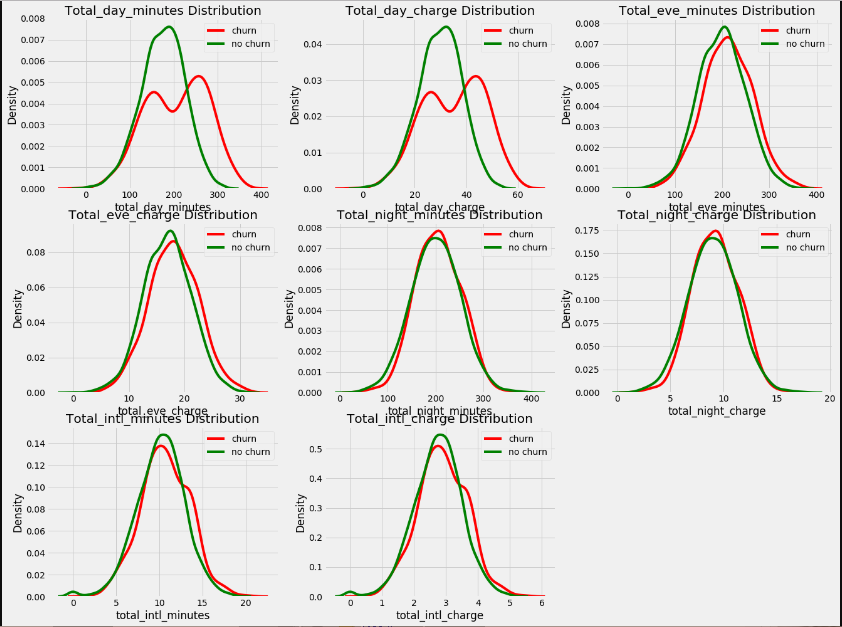 Total_day_minutes Distribution
0.008
0.007
0.006
0.005
0.004
0.003
0.002
0.001
0.000
Density
churn
no churn
0 100 200 300 400
total_day_minutes
Total_day_charge Distribution
0.04
0.03
0.02
0.01
0.00
Density
churn
no churn
0 20 40 60
total_day_charge
Total_eve_minutes Distribution
0.008
0.007
0.006
0.005
0.004
0.003
0.002
0.001
0.000
Density
churn
no churn
0 100 200 300 400
total_eve_minutes
Total_eve_charge Distribution
0.08
0.06
0.04
0.02
0.00
Density
churn
no churn
0 10 20 30
total_eve_charge
Total_night_minutes Distribution
0.008
0.007
0.006
0.005
0.004
0.003
0.002
0.001
0.000
Density
churn
no churn
0 100 200 300 400
total_night_minutes
Total_night_charge Distribution
0.175
0.150
0.125
0.100
0.075
0.050
0.025
0.000
Density
churn
no churn
0 5 10 15 20
total_night_charge
Total_intl_minutes Distribution
0.14
0.12
0.10
0.08
0.06
0.04
0.02
0.00
Density
churn
no churn
0 5 10 15 20
total_intl_minutes
Total_intl_charge Distribution
0.5
0.4
0.3
0.2
0.1
0.0
Density
churn
no churn
0 1 2 3 4 5 6
total_intl_charge